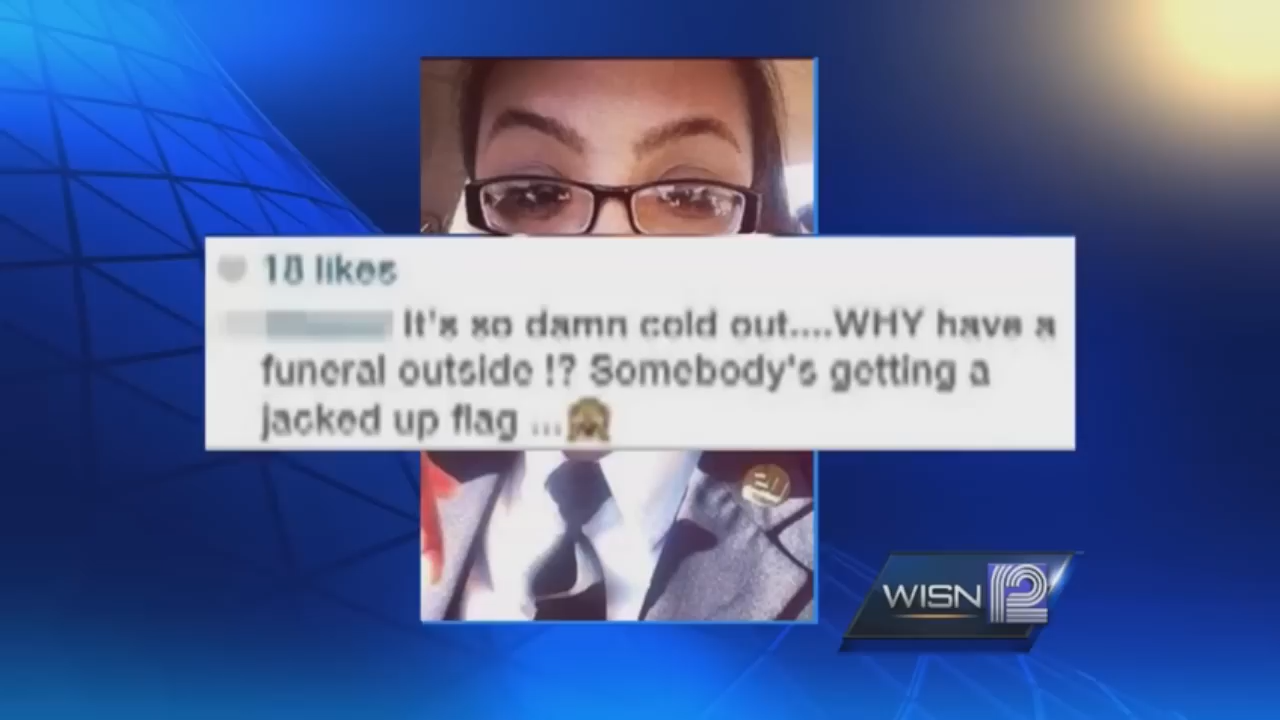 18 likes
It's so damn cold out....WHY have a
funeral outside !? Somebody's getting a
jacked up flag ...
WISN 12